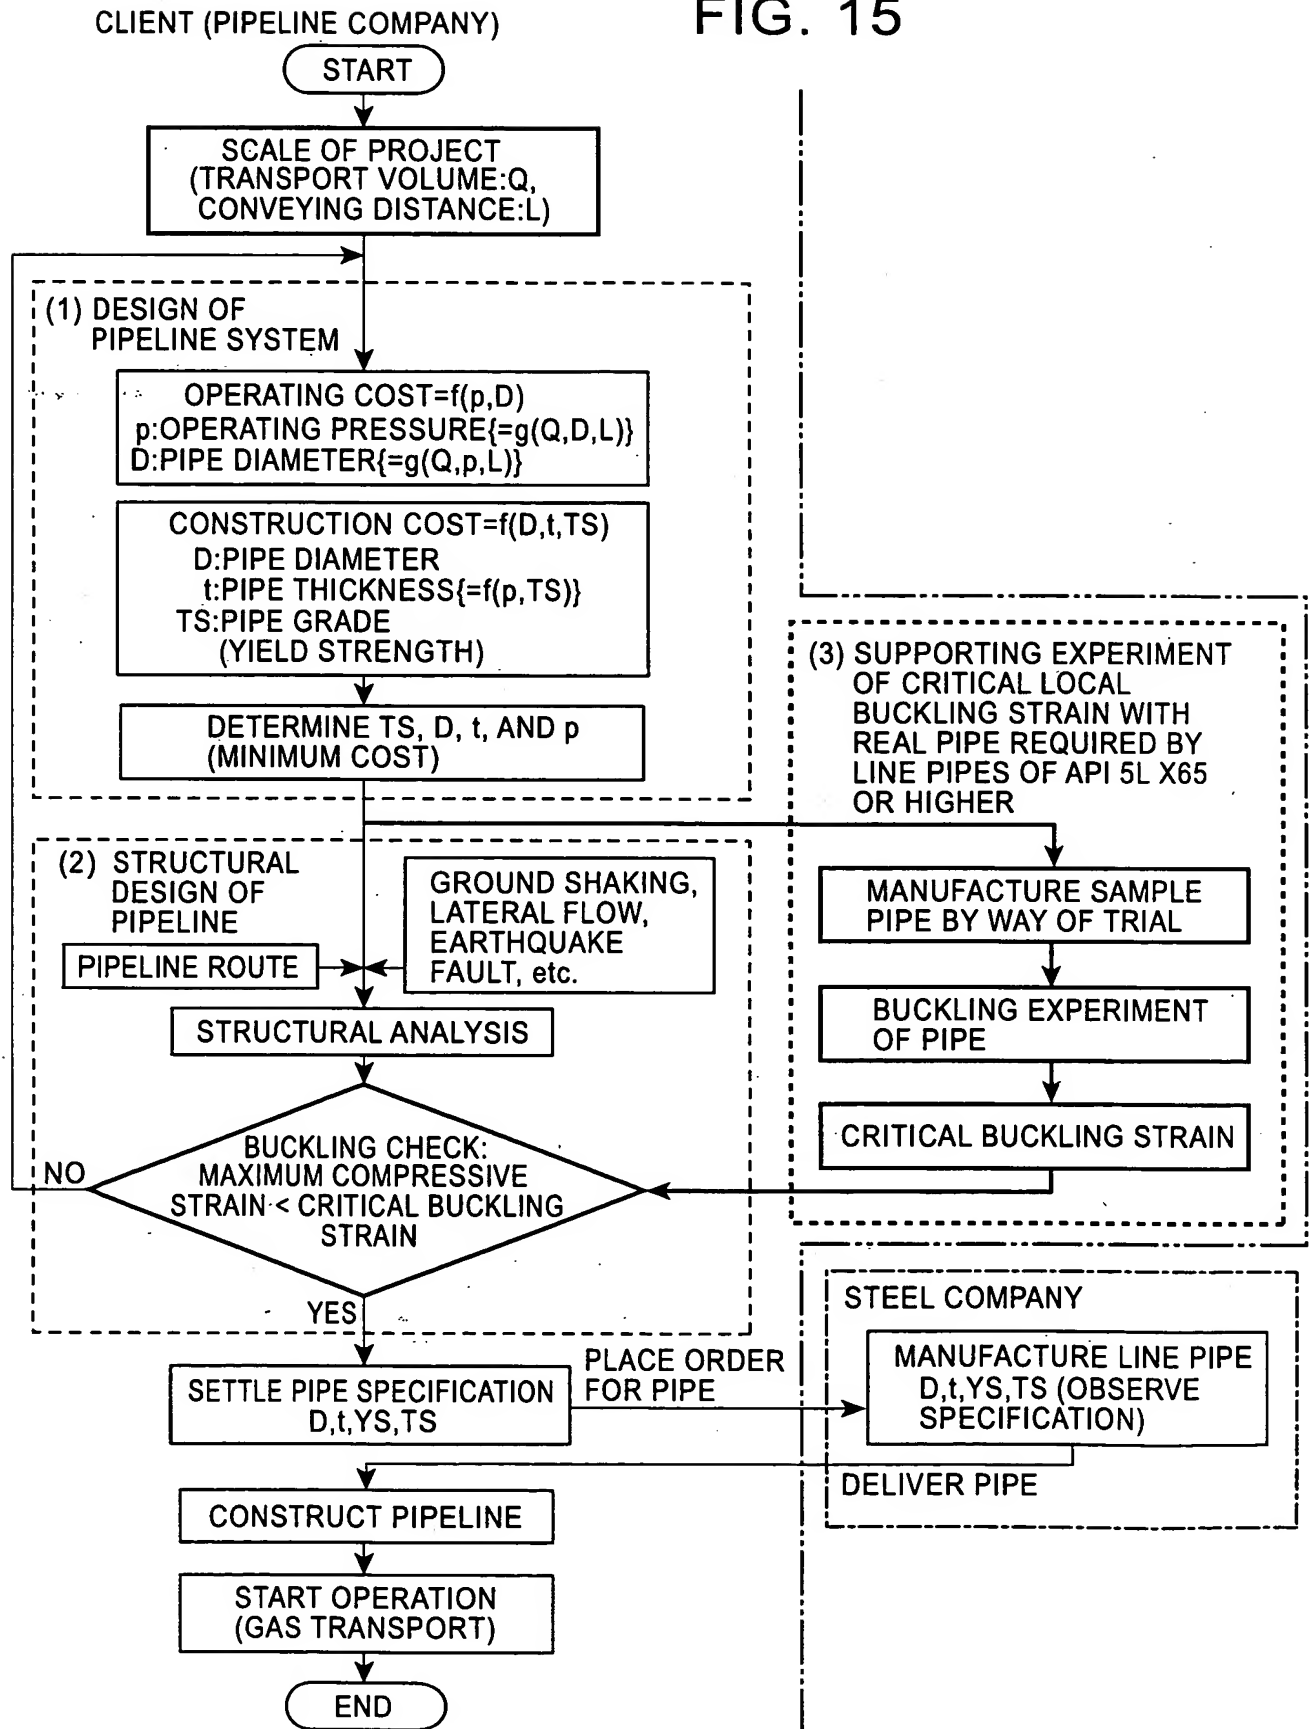 CLIENT (PIPELINE COMPANY)
FIG. 15
START
SCALE OF PROJECT
(TRANSPORT VOLUME:Q,
CONVEYING DISTANCE:L)
(1) DESIGN OF
PIPELINE SYSTEM
OPERATING COST=f(p,D)
p:OPERATING PRESSURE{=g(Q,D,L)}
D:PIPE DIAMETER{=g(Q,p,L)}
CONSTRUCTION COST=f(D,t,TS)
D:PIPE DIAMETER
t:PIPE THICKNESS{=f(p,TS)}
TS:PIPE GRADE
(YIELD STRENGTH)
DETERMINE TS, D, t, AND p
(MINIMUM COST)
(3) SUPPORTING EXPERIMENT
OF CRITICAL LOCAL
BUCKLING STRAIN WITH
REAL PIPE REQUIRED BY
LINE PIPES OF API 5L X65
OR HIGHER
(2) STRUCTURAL
DESIGN OF
PIPELINE
GROUND SHAKING,
LATERAL FLOW,
EARTHQUAKE
FAULT, etc.
PIPELINE ROUTE
STRUCTURAL ANALYSIS
MANUFACTURE SAMPLE
PIPE BY WAY OF TRIAL
BUCKLING EXPERIMENT
OF PIPE
CRITICAL BUCKLING STRAIN
BUCKLING CHECK:
MAXIMUM COMPRESSIVE
STRAIN < CRITICAL BUCKLING
STRAIN
NO
YES
SETTLE PIPE SPECIFICATION
D,t,YS,TS
PLACE ORDER
FOR PIPE
STEEL COMPANY
MANUFACTURE LINE PIPE
D,t,YS,TS (OBSERVE
SPECIFICATION)
DELIVER PIPE
CONSTRUCT PIPELINE
START OPERATION
(GAS TRANSPORT)
END